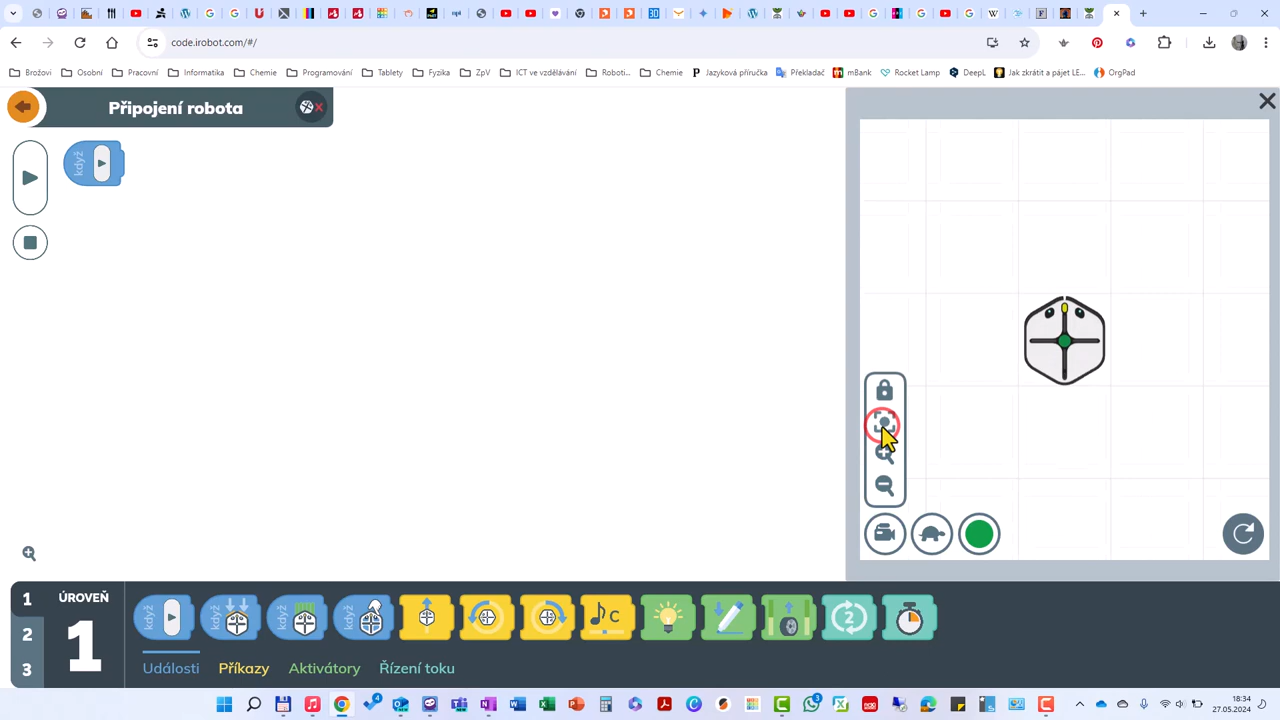 code.irobot.com/#/
Brožovi
Osobní
Pracovní
Informatika
Chemie
Programování
Tablety
Fyzika
ZpV
ICT ve vzdělávání
Roboti...
Chemie
Jazyková příručka
Překladač
mBank
Rocket Lamp
DeepL
Jak zkrátit a pájet LE...
OrgPad
Připojení robota
když
1
2
3
ÚROVEŇ
1
když
když
když
když
C
2
Události
Příkazy
Aktivátory
Řízení toku
18:34
27.05.2024